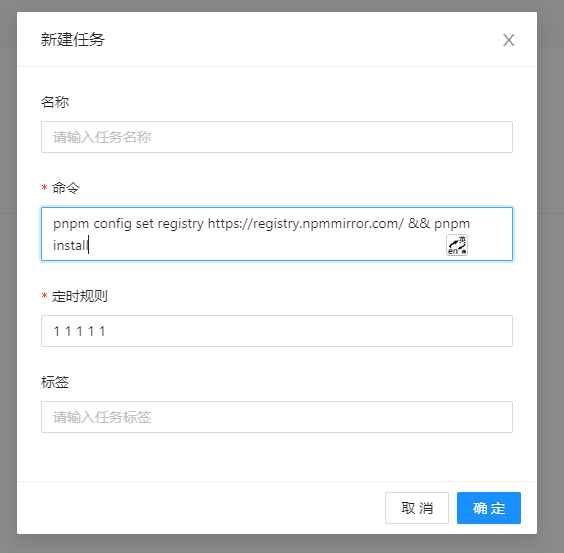 新建任务
名称
请输入任务名称
* 命令
pnpm config set registry https://registry.npmmirror.com/ && pnpm
install
英
en
* 定时规则
1 1 1 1 1
标签
请输入任务标签
取 消
确 定